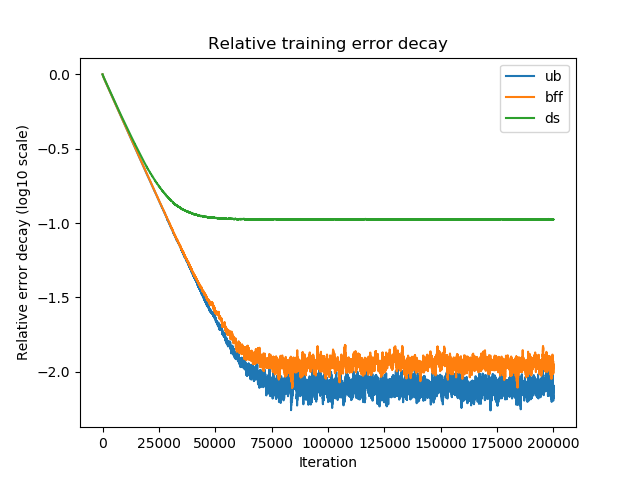 Relative training error decay
ub
bff
ds
Relative error decay (log10 scale)
0.0
−0.5
−1.0
−1.5
−2.0
0 25000 50000 75000 100000 125000 150000 175000 200000
Iteration